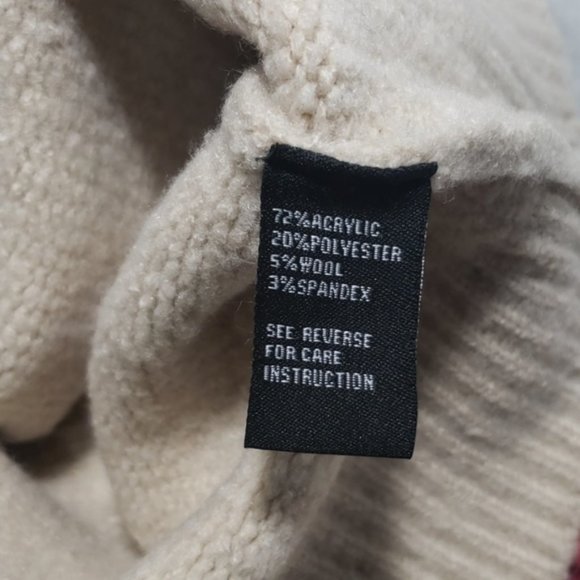 72%ACRYLIC
20%POLYESTER
5%WOOL
3%SPANDEX
SEE REVERSE
FOR CARE
INSTRUCTION